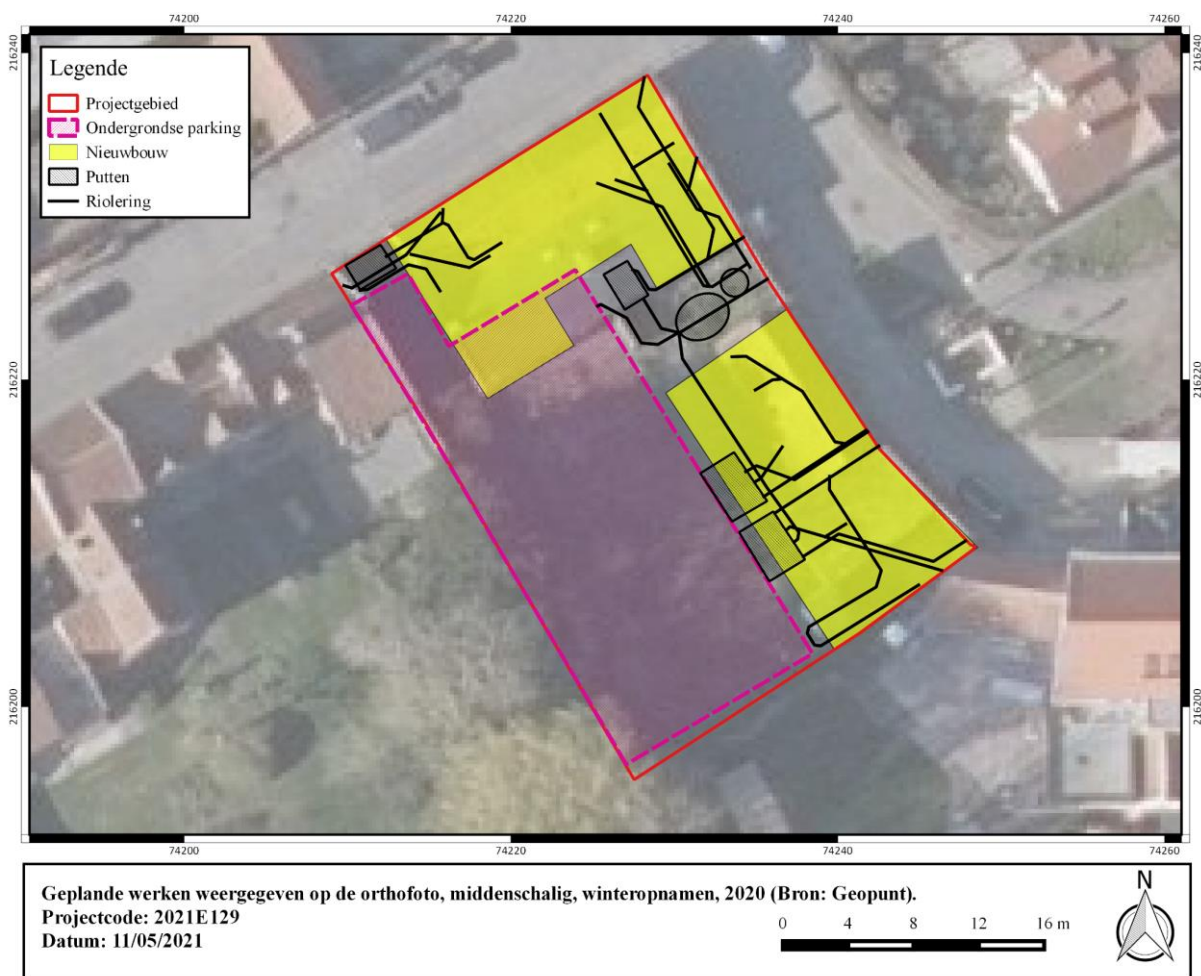 74200 74220 74240 74260
216240 216240
Legende
Projectgebied
Ondergrondse parking
Nieuwbouw
Putten
Riolering
216220 216220
216200 216200
74200 74220 74240 74260
Geplande werken weergegeven op de orthofoto, middenschalig, winteropnamen, 2020 (Bron: Geopunt).
Projectcode: 2021E129
Datum: 11/05/2021
0 4 8 12 16 m
N